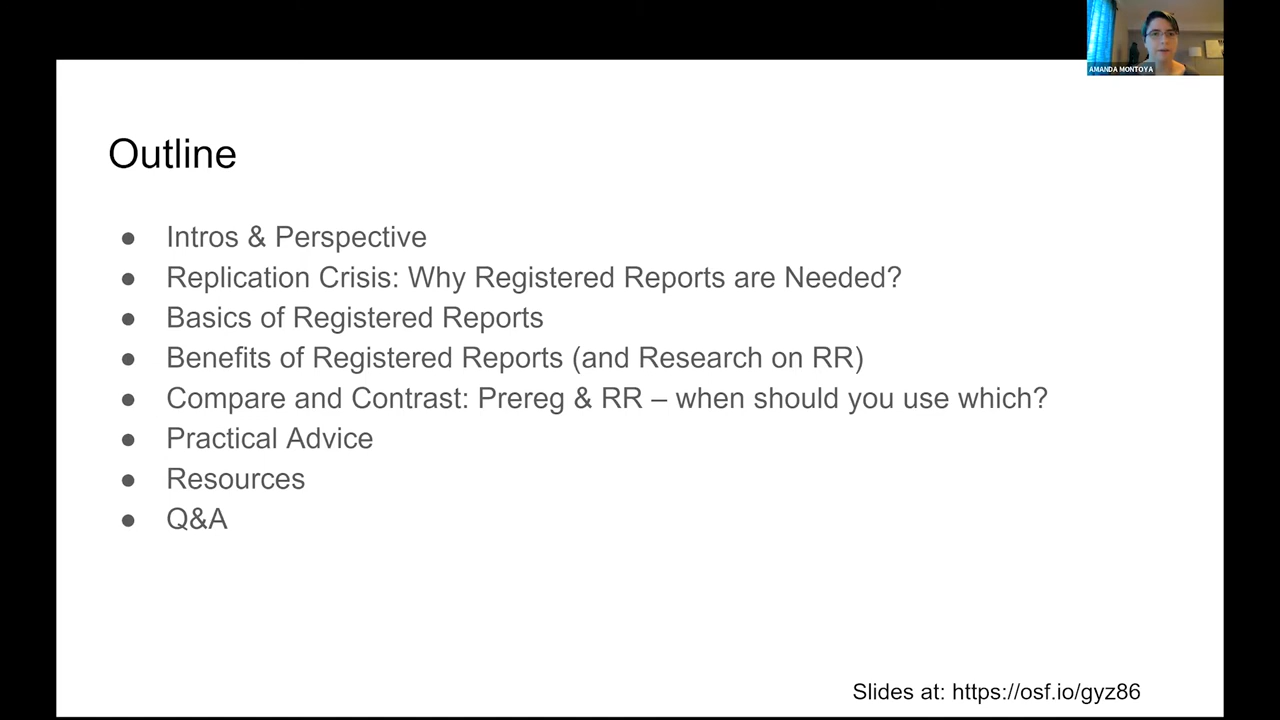 AMANDA MONTOYA
Outline
● Intros & Perspective
● Replication Crisis: Why Registered Reports are Needed?
● Basics of Registered Reports
● Benefits of Registered Reports (and Research on RR)
● Compare and Contrast: Prereg & RR – when should you use which?
● Practical Advice
● Resources
● Q&A
Slides at: https://osf.io/gyz86